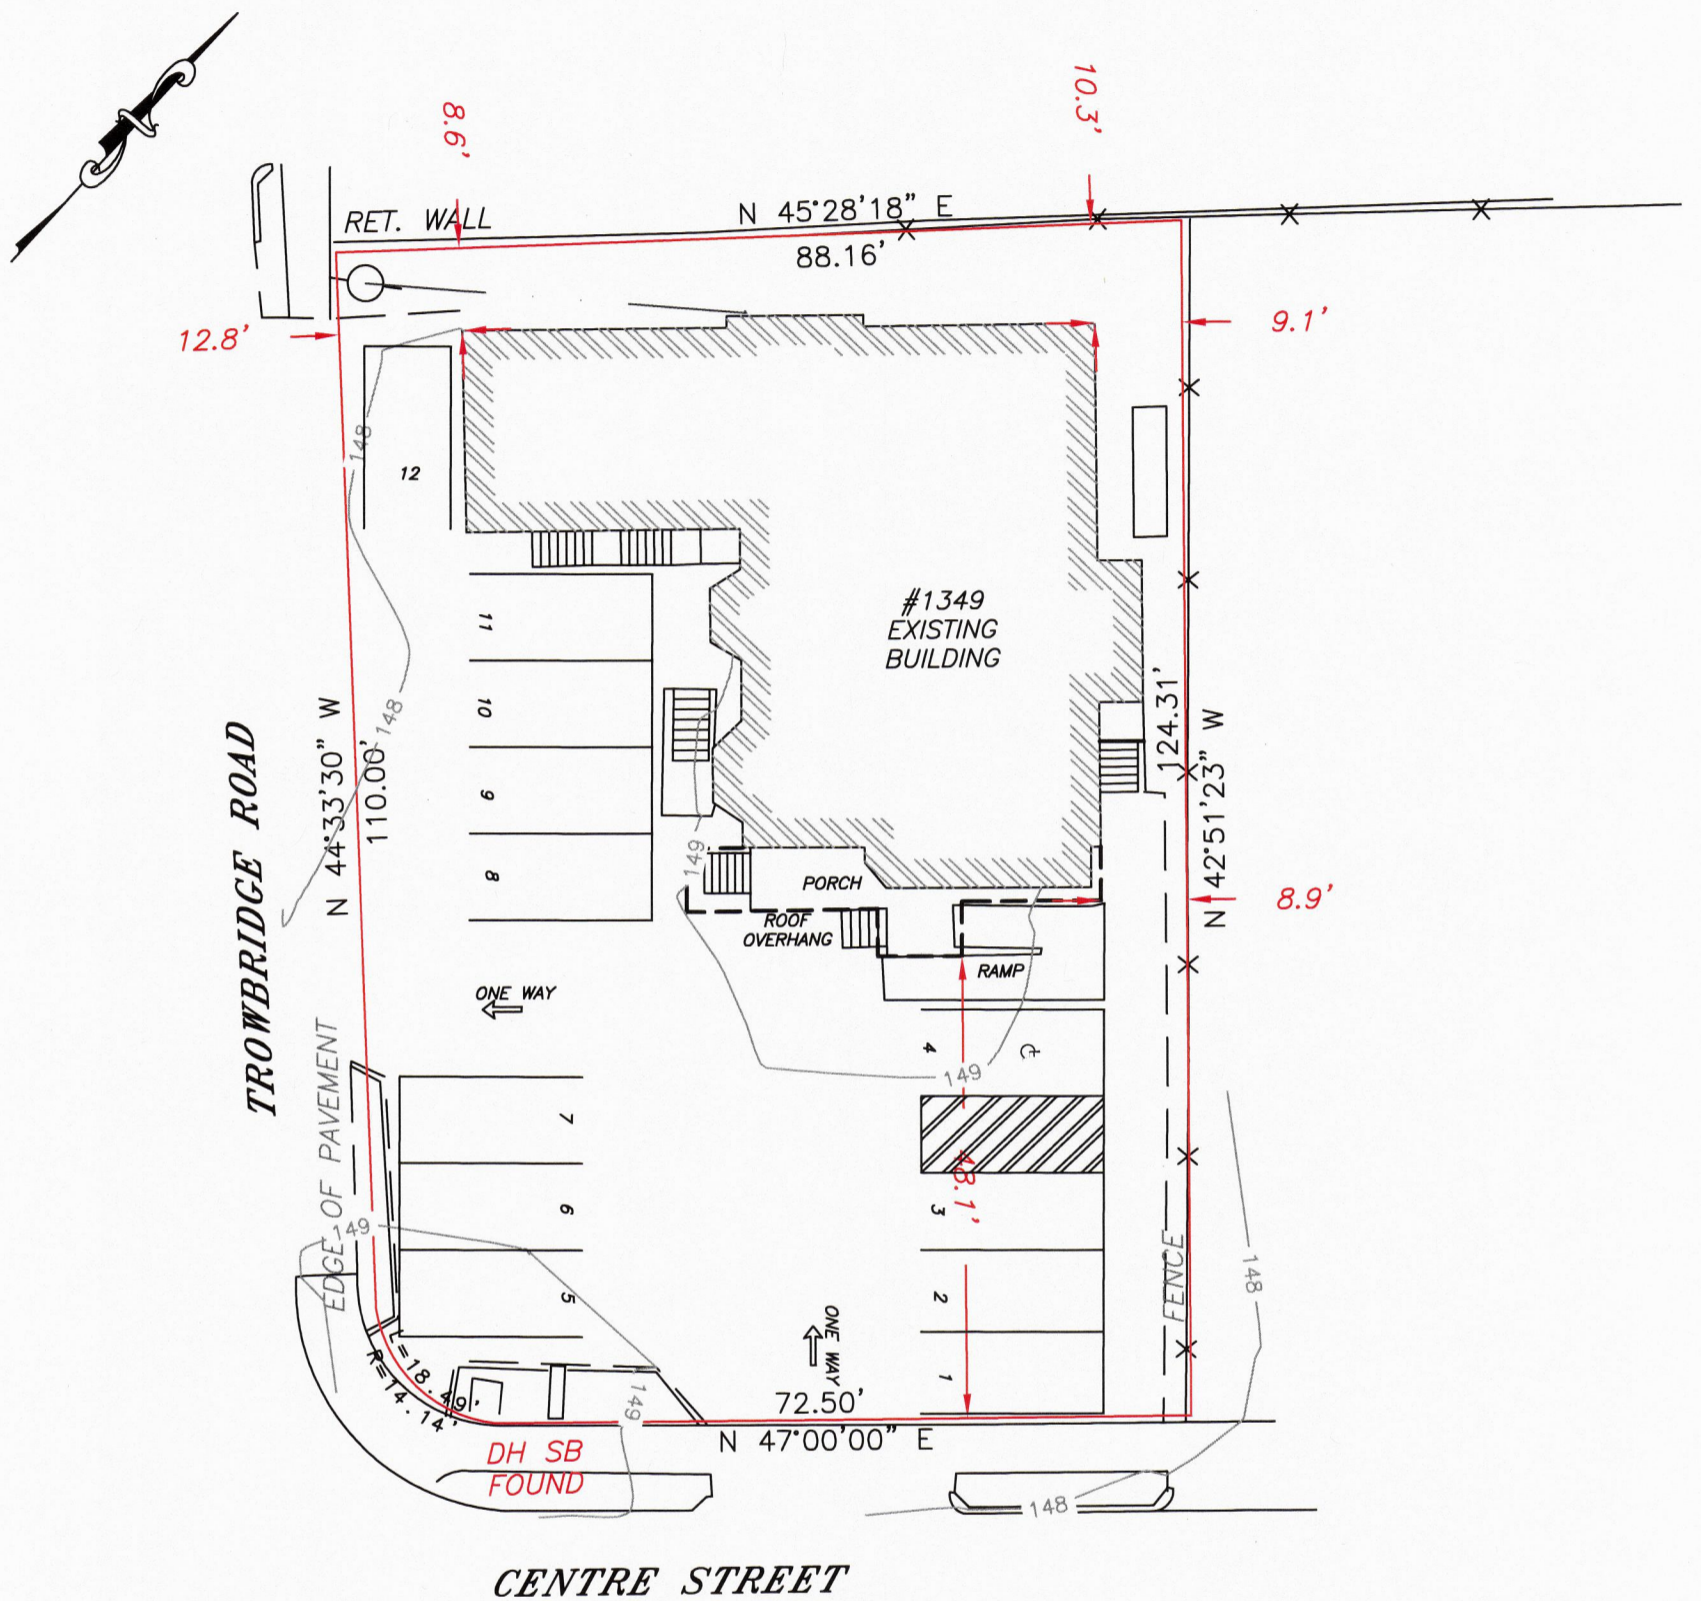 10.3'
8.6'
RET. WALL
N 45°28'18" E
88.16'
12.8'
9.1'
148
12
#1349
EXISTING
BUILDING
11
10
9
8
148
TROWBRIDGE ROAD
N 44°33'30" W
110.00'
124.31'
N 42°51'23" W
149
PORCH
ROOF
OVERHANG
8.9'
RAMP
ONE WAY
4
149
EDGE OF PAVEMENT
7
6
5
48.1'
3
2
1
149
FENCE
148
ONE WAY
L=18.49'
R=14.14'
72.50'
N 47°00'00" E
149
DH SB
FOUND
148
CENTRE STREET